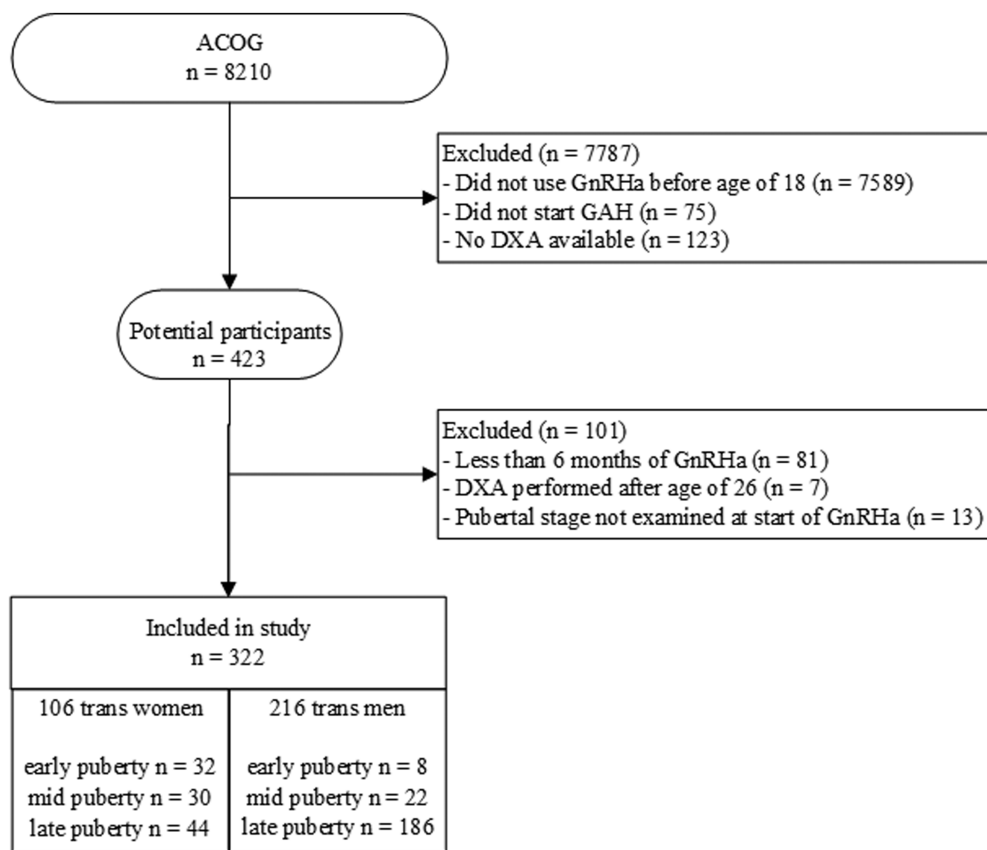 ACOG
n = 8210
Excluded (n = 7787)
- Did not use GnRHa before age of 18 (n = 7589)
- Did not start GAH (n = 75)
- No DXA available (n = 123)
Potential participants
n = 423
Excluded (n = 101)
- Less than 6 months of GnRHa (n = 81)
- DXA performed after age of 26 (n = 7)
- Pubertal stage not examined at start of GnRHa (n = 13)
Included in study
n = 322
106 trans women
early puberty n = 32
mid puberty n = 30
late puberty n = 44
216 trans men
early puberty n = 8
mid puberty n = 22
late puberty n = 186